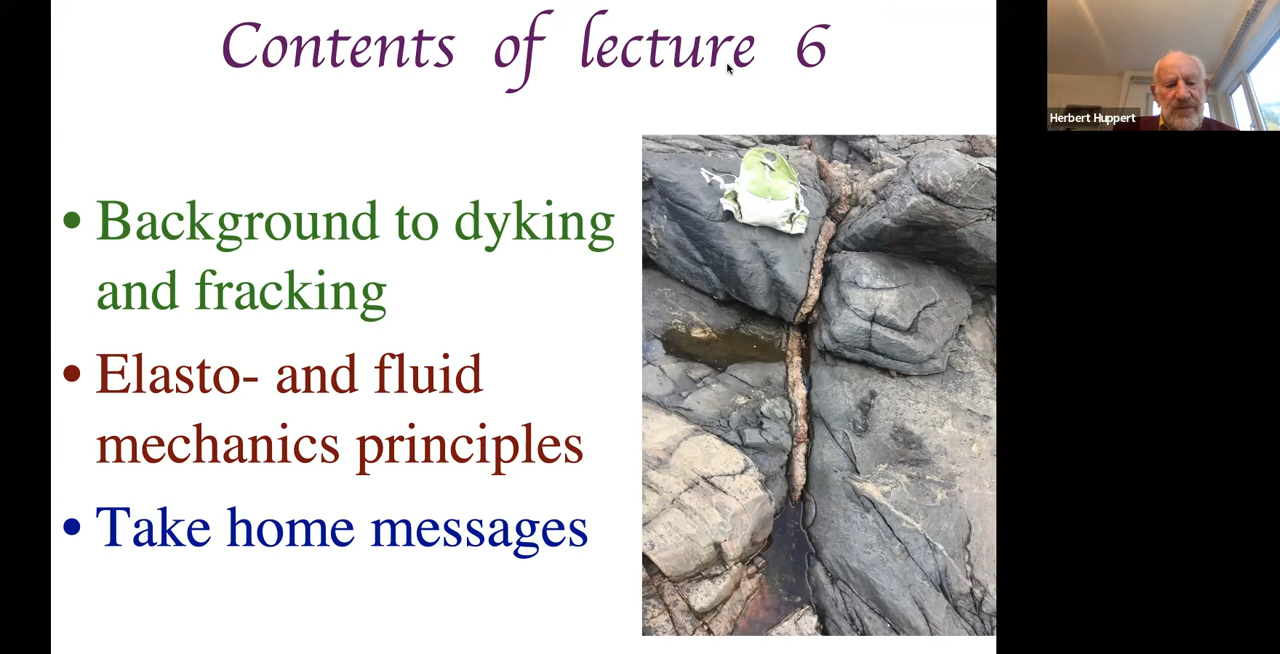 Contents of lecture 6
Herbert Huppert
• Background to dyking
and fracking
• Elasto- and fluid
mechanics principles
• Take home messages